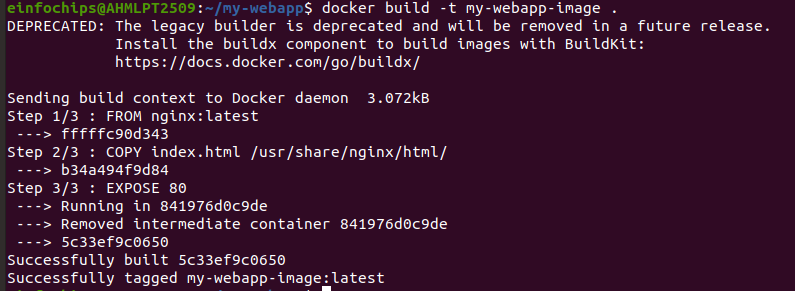 einfochips@AHMLPT2509:~/my-webapp$ docker build -t my-webapp-image .
DEPRECATED: The legacy builder is deprecated and will be removed in a future release.
            Install the buildx component to build images with BuildKit:
            https://docs.docker.com/go/buildx/

Sending build context to Docker daemon  3.072kB
Step 1/3 : FROM nginx:latest
 ---> fffffc90d343
Step 2/3 : COPY index.html /usr/share/nginx/html/
 ---> b34a494f9d84
Step 3/3 : EXPOSE 80
 ---> Running in 841976d0c9de
 ---> Removed intermediate container 841976d0c9de
 ---> 5c33ef9c0650
Successfully built 5c33ef9c0650
Successfully tagged my-webapp-image:latest